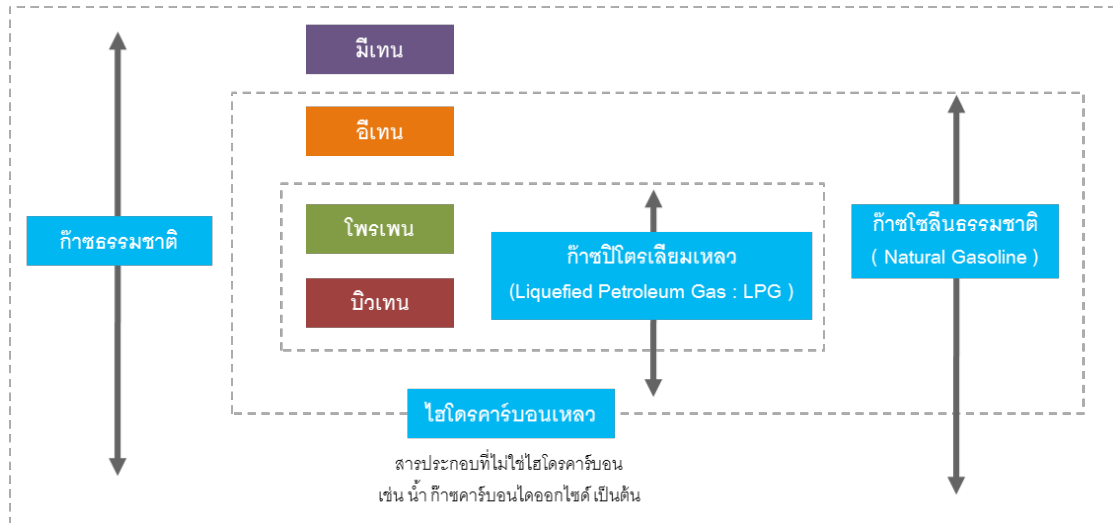 มีเทน
อีเทน
ก๊าซธรรมชาติ
โพรเพน
บิวเทน
ก๊าซปิโตรเลียมเหลว
(Liquefied Petroleum Gas : LPG )
ก๊าซโซลีนธรรมชาติ
( Natural Gasoline )
ไฮโดรคาร์บอนเหลว
สารประกอบที่ไม่ใช่ไฮโดรคาร์บอน
เช่น น้ำ ก๊าซคาร์บอนไดออกไซด์ เป็นต้น